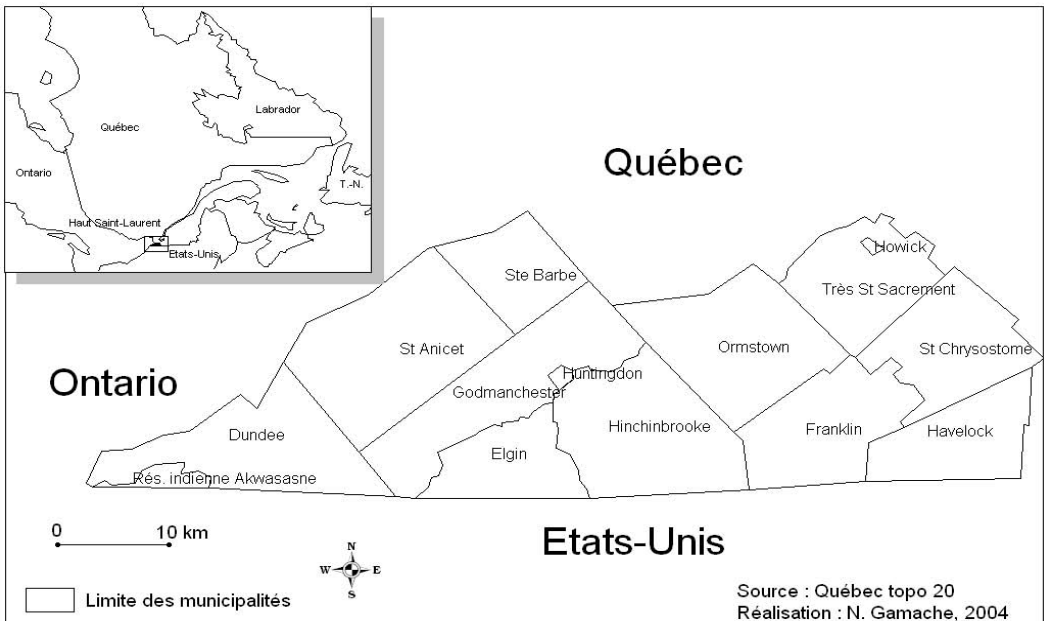 Labrador
Québec
Ontario
T.-N.
Haut Saint-Laurent
Etats-Unis
Québec
Howick
Ste Barbe
Très St Sacrement
St Anicet
Ormstown
St Chrysostome
Ontario
Huntingdon
Godmanchester
Hinchinbrooke
Franklin
Havelock
Dundee
Elgin
Rés. indienne Akwasasne
0 10 km
Etats-Unis
N
W E
S
Limite des municipalités
Source : Québec topo 20
Réalisation : N. Gamache, 2004